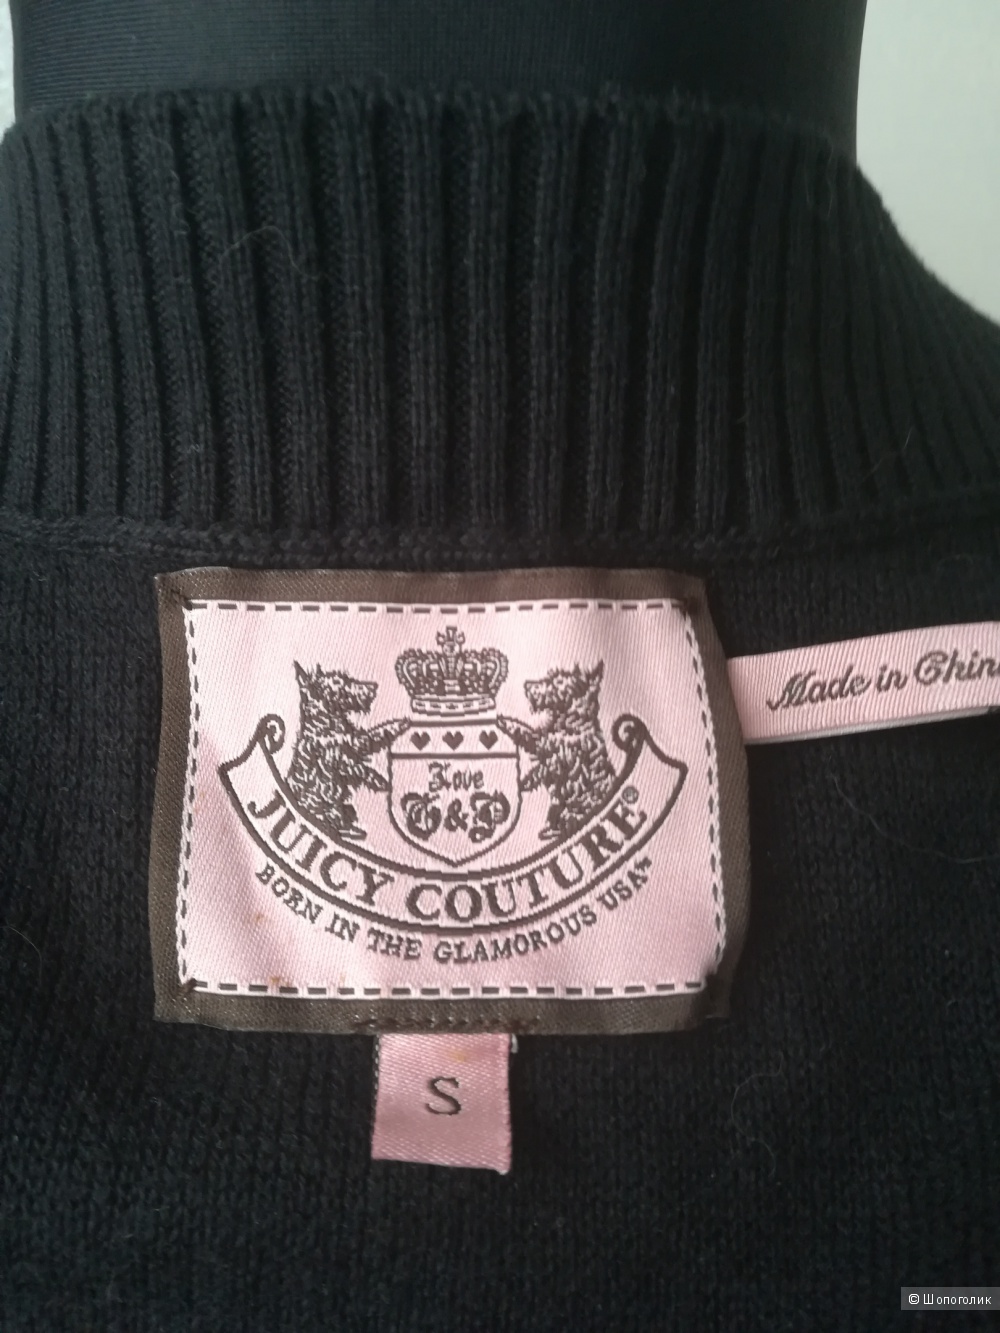 Made in Chin
Love
G&P
JUICY COUTURE®
BORN IN THE GLAMOROUS USA
S
© Шопоголик